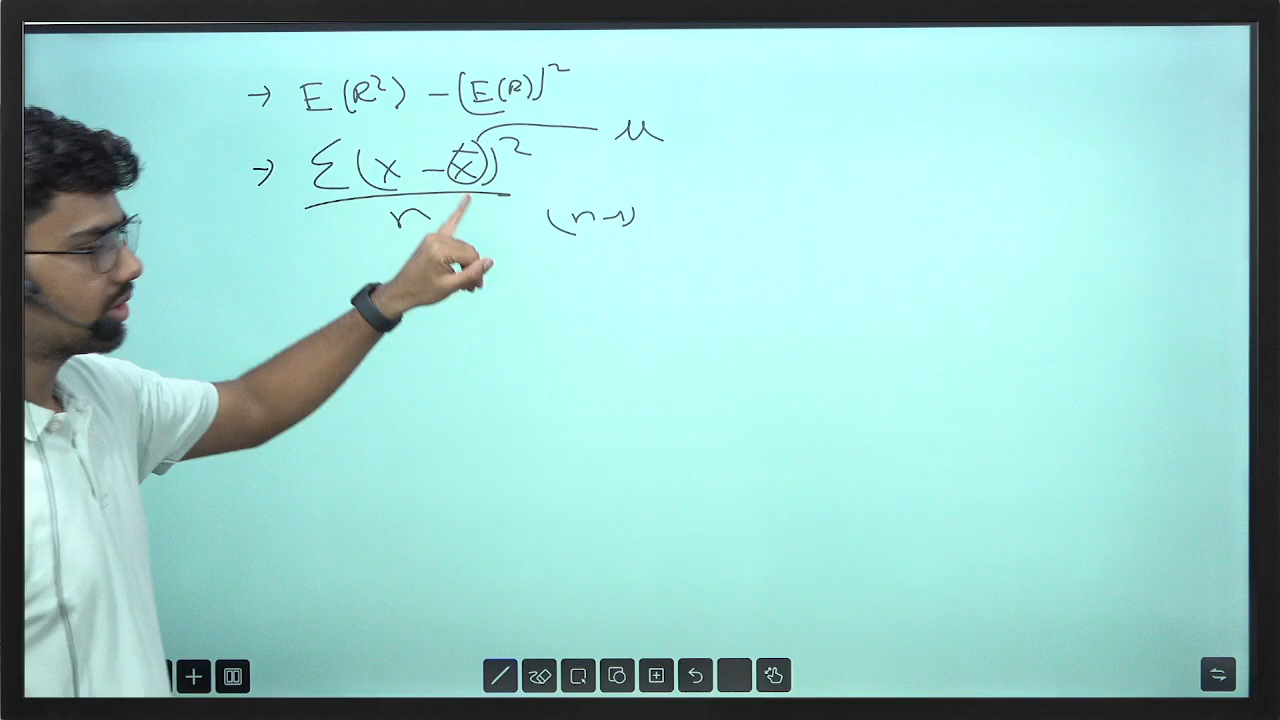 → E(R²) – (E(R))²
→ Σ(x – x̄)² μ
n (n-1)